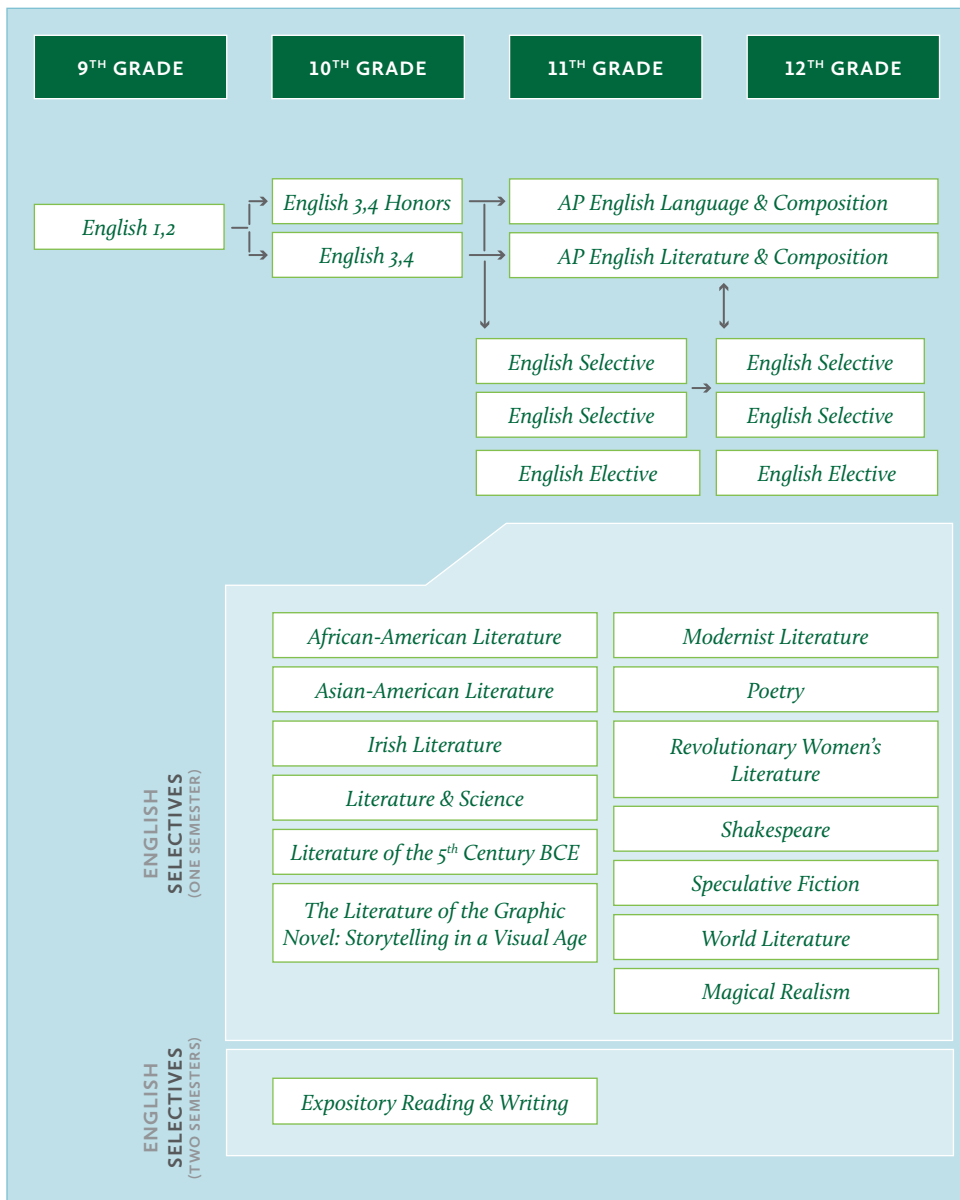 9TH GRADE
10TH GRADE
11TH GRADE
12TH GRADE
English 1,2
English 3,4 Honors
English 3,4
AP English Language & Composition
AP English Literature & Composition
English Selective
English Selective
English Selective
English Selective
English Elective
English Elective
ENGLISH
SELECTIVES
(ONE SEMESTER)
African-American Literature
Asian-American Literature
Irish Literature
Literature & Science
Literature of the 5th Century BCE
The Literature of the Graphic
Novel: Storytelling in a Visual Age
Modernist Literature
Poetry
Revolutionary Women's
Literature
Shakespeare
Speculative Fiction
World Literature
Magical Realism
ENGLISH
SELECTIVES
(TWO SEMESTERS)
Expository Reading & Writing